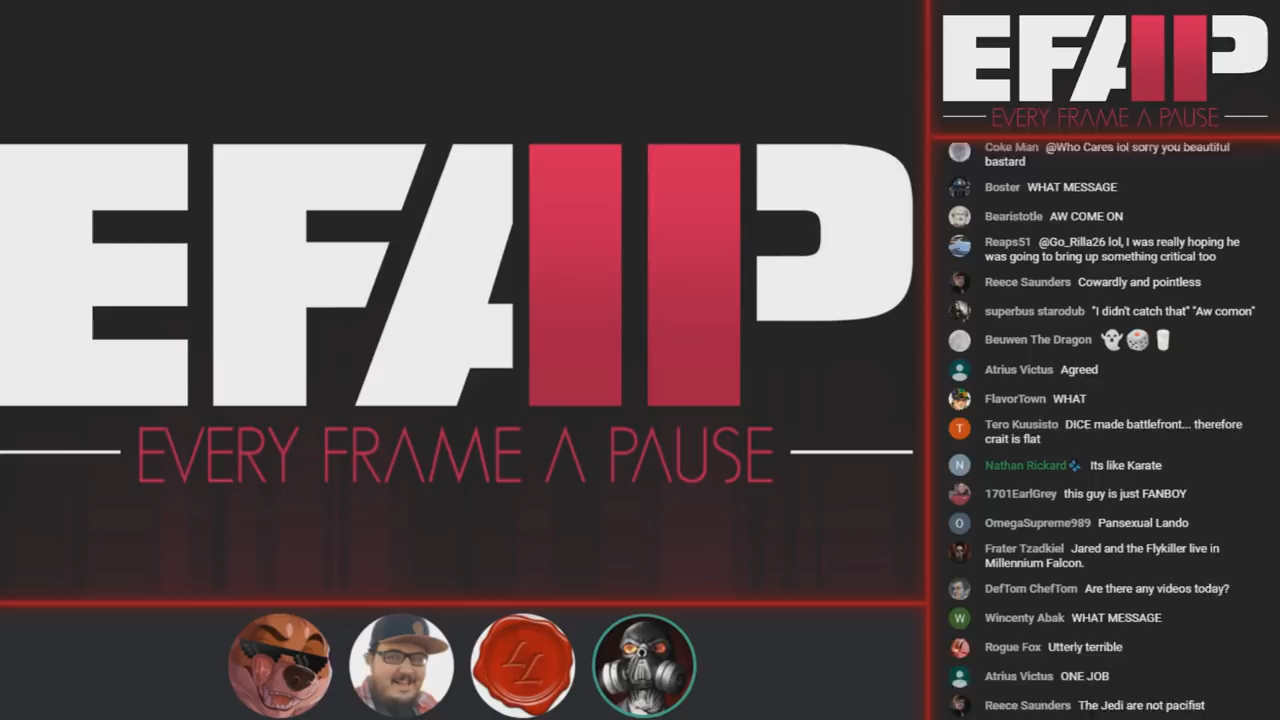 EFAP
EVERY FRAME A PAUSE
EFAP
EVERY FRAME A PAUSE
Coke Man @Who Cares lol sorry you beautiful
bastard
Boster WHAT MESSAGE
Bearistotle AW COME ON
Reaps51 @Go_Rilla26 lol, I was really hoping he
was going to bring up something critical too
Reece Saunders Cowardly and pointless
superbus starodub "I didn't catch that" "Aw comon"
Beuwen The Dragon
Atrius Victus Agreed
FlavorTown WHAT
T
Tero Kuusisto DICE made battlefront... therefore
crait is flat
N
Nathan Rickard Its like Karate
1701EarlGrey this guy is just FANBOY
O
OmegaSupreme989 Pansexual Lando
Frater Tzadkiel Jared and the Flykiller live in
Millennium Falcon.
DefTom ChefTom Are there any videos today?
W
Wincenty Abak WHAT MESSAGE
Rogue Fox Utterly terrible
Atrius Victus ONE JOB
Reece Saunders The Jedi are not pacifist
LL